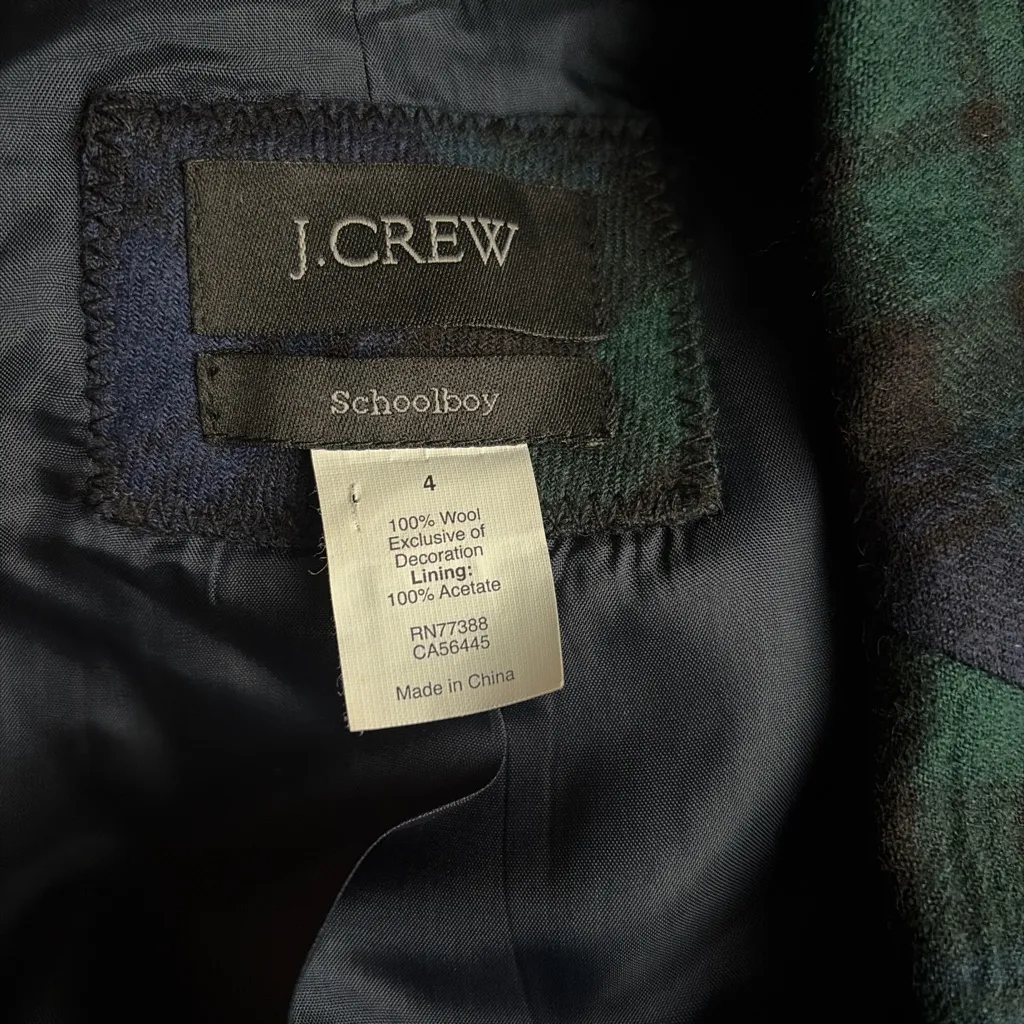 J.CREW
Schoolboy
4
100% Wool
Exclusive of
Decoration
Lining:
100% Acetate
RN77388
CA56445
Made in China